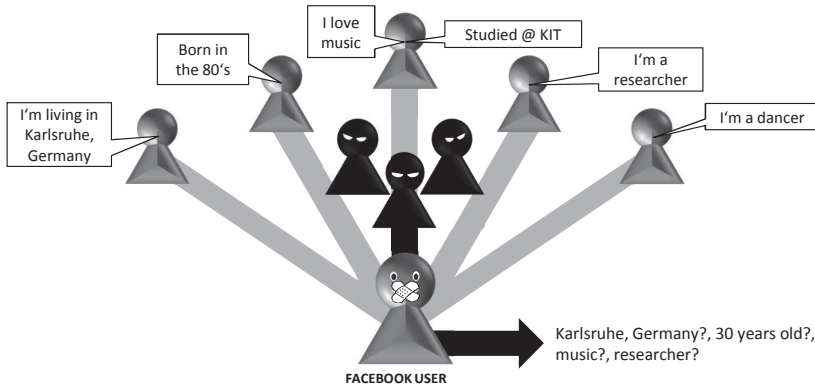 I'm living in
Karlsruhe,
Germany
Born in
the 80‘s
I love
music
Studied @ KIT
I'm a
researcher
I'm a dancer
Karlsruhe, Germany?, 30 years old?,
music?, researcher?
FACEBOOK USER